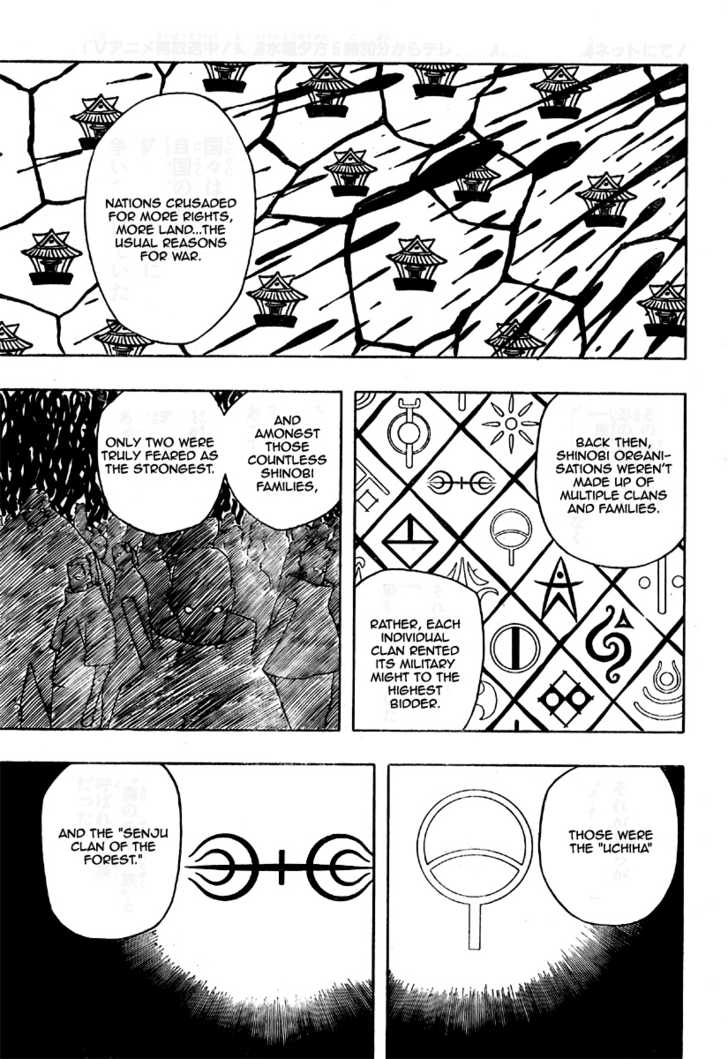 NATIONS CRUSADED
FOR MORE RIGHTS,
MORE LAND...THE
USUAL REASONS
FOR WAR.
BACK THEN,
SHINOBI ORGANI-
SATIONS WEREN'T
MADE UP OF
MULTIPLE CLANS
AND FAMILIES.
RATHER, EACH
INDIVIDUAL
CLAN RENTED
ITS MILITARY
MIGHT TO THE
HIGHEST
BIDDER.
AND
AMONGST
THOSE
COUNTLESS
SHINOBI
FAMILIES,
ONLY TWO WERE
TRULY FEARED AS
THE STRONGEST.
THOSE WERE
THE "UCHIHA"
AND THE "SENJU
CLAN OF THE
FOREST."